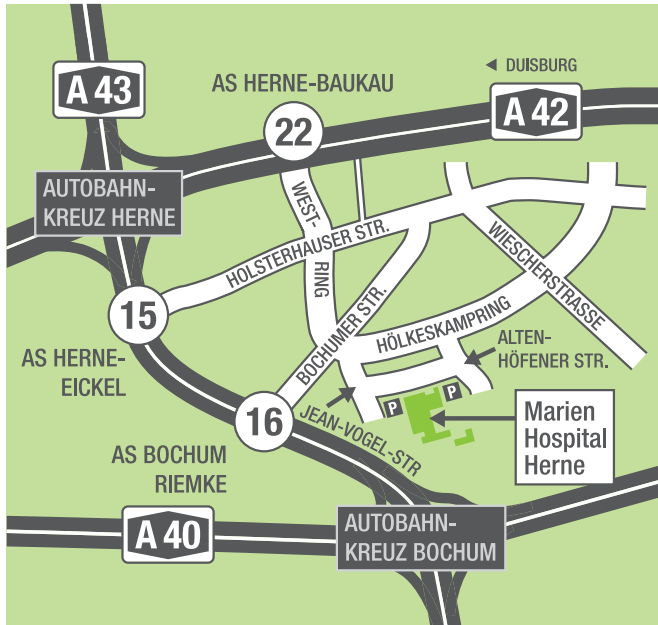 A 43
AS HERNE-BAUKAU
◄ DUISBURG
A 42
22
AUTOBAHN-
KREUZ HERNE
WEST-
RING
HOLSTERHAUSER STR.
WIESCHERSTRASSE
15
BOCHUMER STR.
HÖLKESKAMPRING
AS HERNE-
EICKEL
ALTEN-
HÖFENER STR.
16
P
P
JEAN-VOGEL-STR
Marien
Hospital
Herne
AS BOCHUM
RIEMKE
A 40
AUTOBAHN-
KREUZ BOCHUM